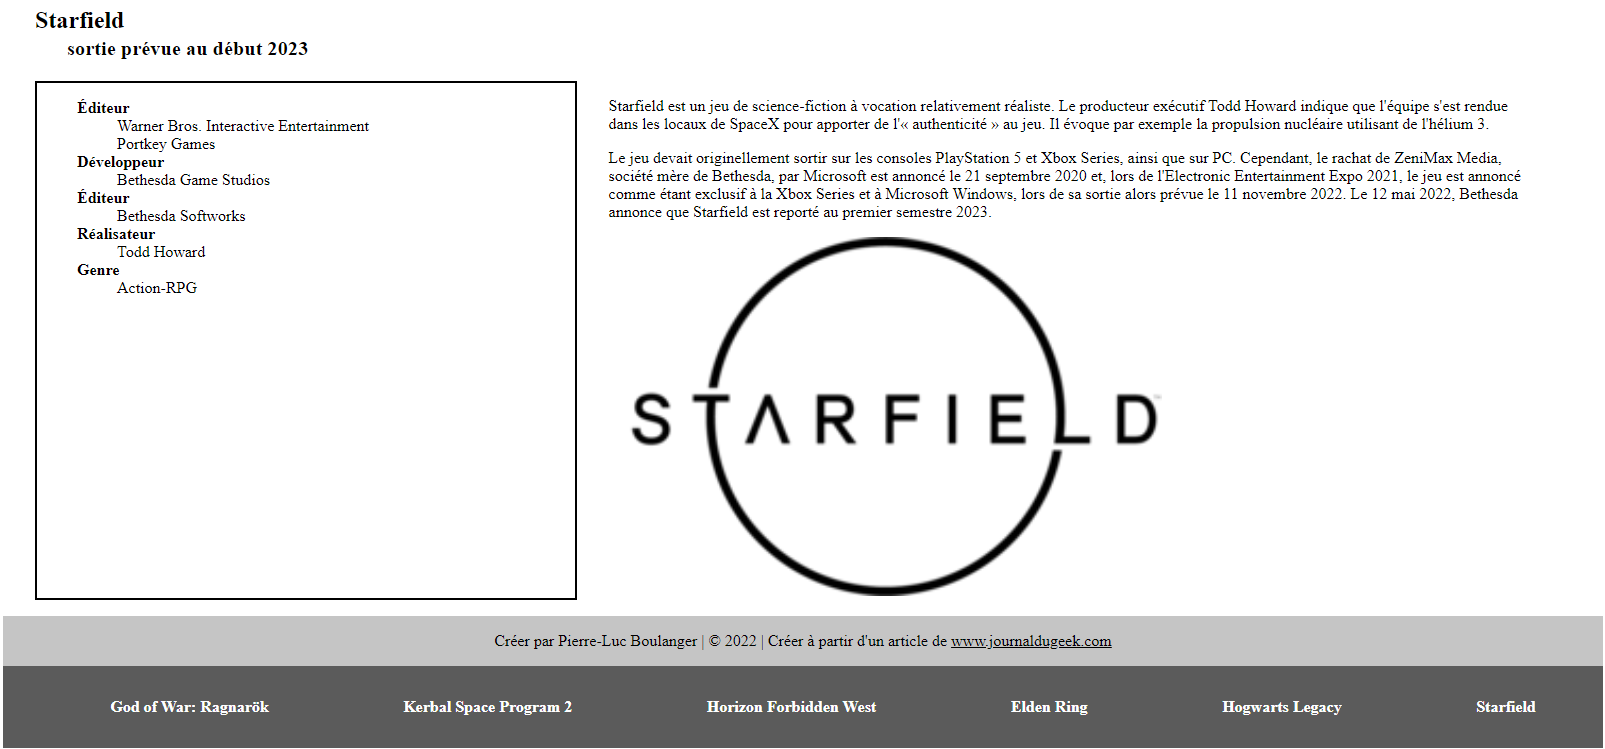 Starfield
sortie prévue au début 2023
Éditeur
Warner Bros. Interactive Entertainment
Portkey Games
Développeur
Bethesda Game Studios
Éditeur
Bethesda Softworks
Réalisateur
Todd Howard
Genre
Action-RPG
Starfield est un jeu de science-fiction à vocation relativement réaliste. Le producteur exécutif Todd Howard indique que l'équipe s'est rendue
dans les locaux de SpaceX pour apporter de l'« authenticité » au jeu. Il évoque par exemple la propulsion nucléaire utilisant de l'hélium 3.
Le jeu devait originellement sortir sur les consoles PlayStation 5 et Xbox Series, ainsi que sur PC. Cependant, le rachat de ZeniMax Media,
société mère de Bethesda, par Microsoft est annoncé le 21 septembre 2020 et, lors de l'Electronic Entertainment Expo 2021, le jeu est annoncé
comme étant exclusif à la Xbox Series et à Microsoft Windows, lors de sa sortie alors prévue le 11 novembre 2022. Le 12 mai 2022, Bethesda
annonce que Starfield est reporté au premier semestre 2023.
STARFIELD™
Créer par Pierre-Luc Boulanger | © 2022 | Créer à partir d'un article de www.journaldugeek.com
God of War: Ragnarök Kerbal Space Program 2 Horizon Forbidden West Elden Ring Hogwarts Legacy Starfield